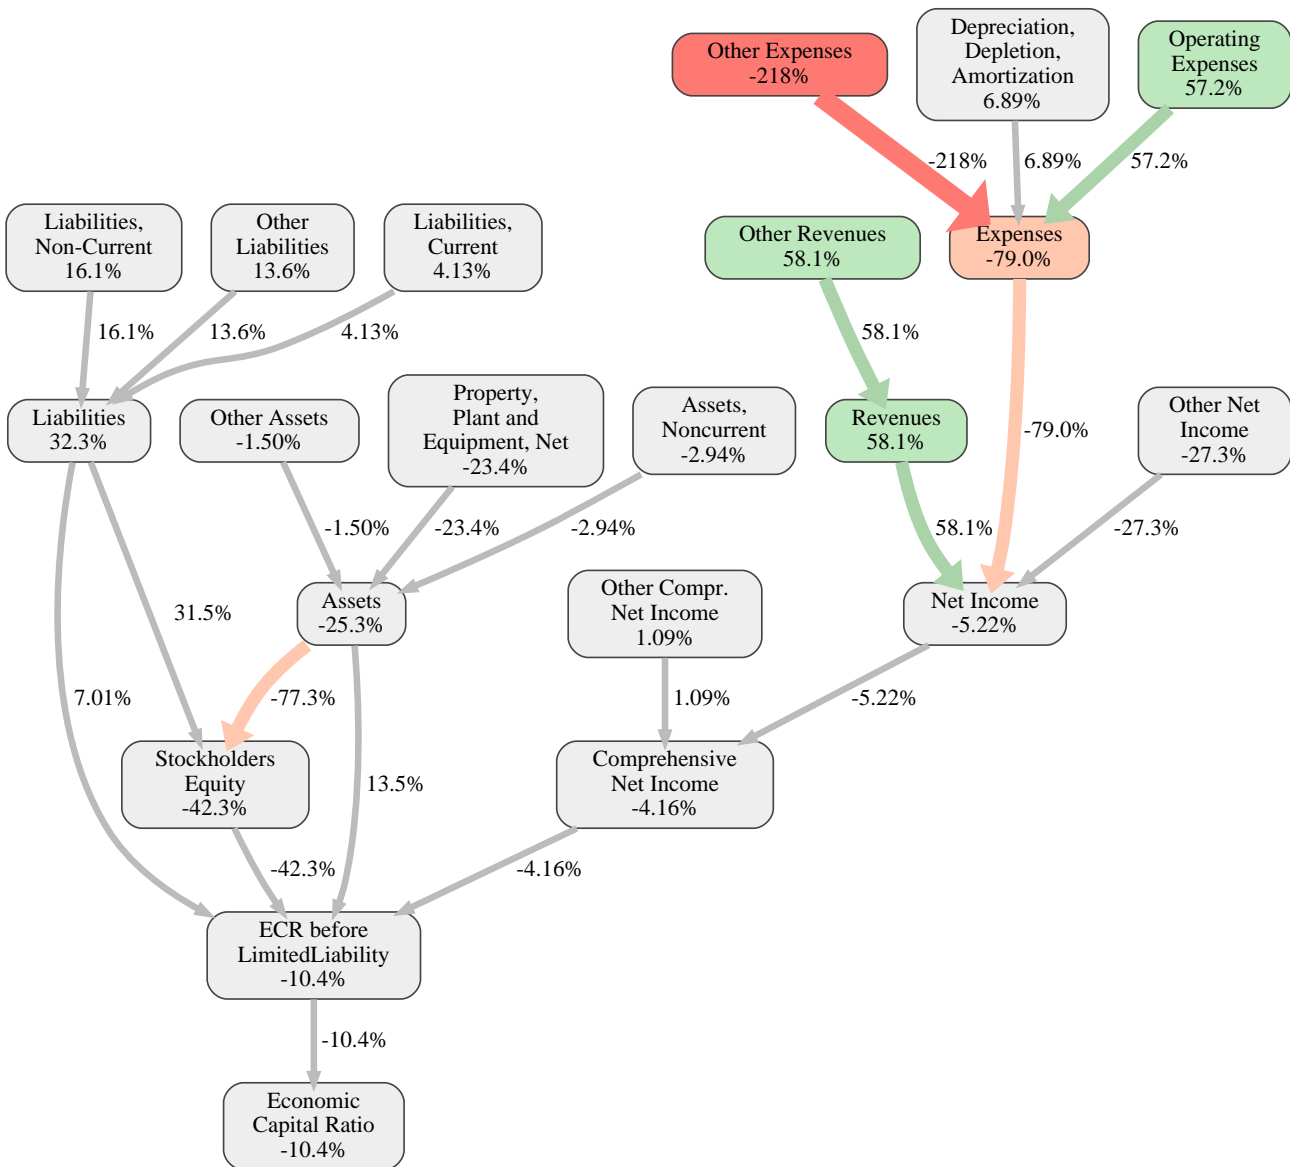 Other Expenses
-218%
Depreciation,
Depletion,
Amortization
6.89%
Operating
Expenses
57.2%
-218%
6.89%
57.2%
Liabilities,
Non-Current
16.1%
Other
Liabilities
13.6%
Liabilities,
Current
4.13%
Other Revenues
58.1%
Expenses
-79.0%
16.1%
13.6%
4.13%
58.1%
-79.0%
Liabilities
32.3%
Other Assets
-1.50%
Property,
Plant and
Equipment, Net
-23.4%
Assets,
Noncurrent
-2.94%
Revenues
58.1%
Other Net
Income
-27.3%
-1.50%
-23.4%
-2.94%
58.1%
-27.3%
31.5%
Assets
-25.3%
Other Compr.
Net Income
1.09%
Net Income
-5.22%
7.01%
-77.3%
13.5%
1.09%
-5.22%
Stockholders
Equity
-42.3%
Comprehensive
Net Income
-4.16%
-42.3%
-4.16%
ECR before
LimitedLiability
-10.4%
-10.4%
Economic
Capital Ratio
-10.4%